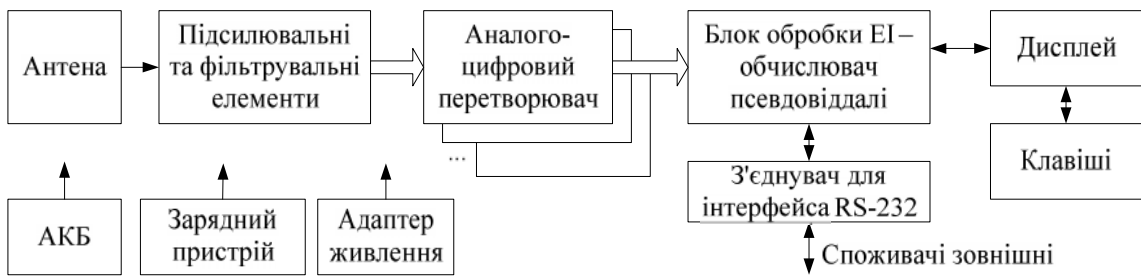 Антена
Підсилювальні
та фільтрувальні
елементи
Аналого-
цифровий
перетворювач
...
Блок обробки ЕІ –
обчислювач
псевдовіддалі
Дисплей
Клавіші
З'єднувач для
інтерфейса RS-232
Споживачі зовнішні
АКБ
Зарядний
пристрій
Адаптер
живлення